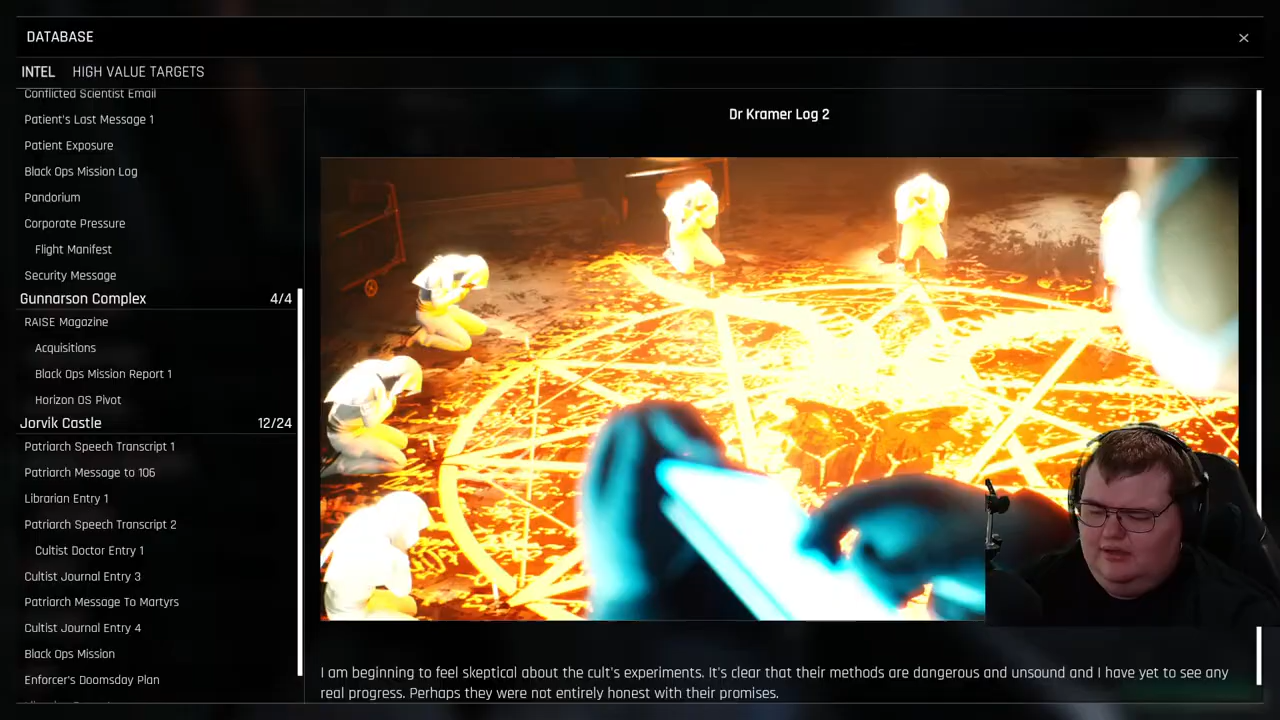 DATABASE
INTEL HIGH VALUE TARGETS
Conflicted Scientist Email
Patient's Last Message 1
Patient Exposure
Black Ops Mission Log
Pandorium
Corporate Pressure
Flight Manifest
Security Message
Gunnarson Complex 4/4
RAISE Magazine
Acquisitions
Black Ops Mission Report 1
Horizon OS Pivot
Jorvik Castle 12/24
Patriarch Speech Transcript 1
Patriarch Message to 106
Librarian Entry 1
Patriarch Speech Transcript 2
Cultist Doctor Entry 1
Cultist Journal Entry 3
Patriarch Message To Martyrs
Cultist Journal Entry 4
Black Ops Mission
Enforcer's Doomsday Plan
Dr Kramer Log 2
I am beginning to feel skeptical about the cult's experiments. It's clear that their methods are dangerous and unsound and I have yet to see any
real progress. Perhaps they were not entirely honest with their promises.